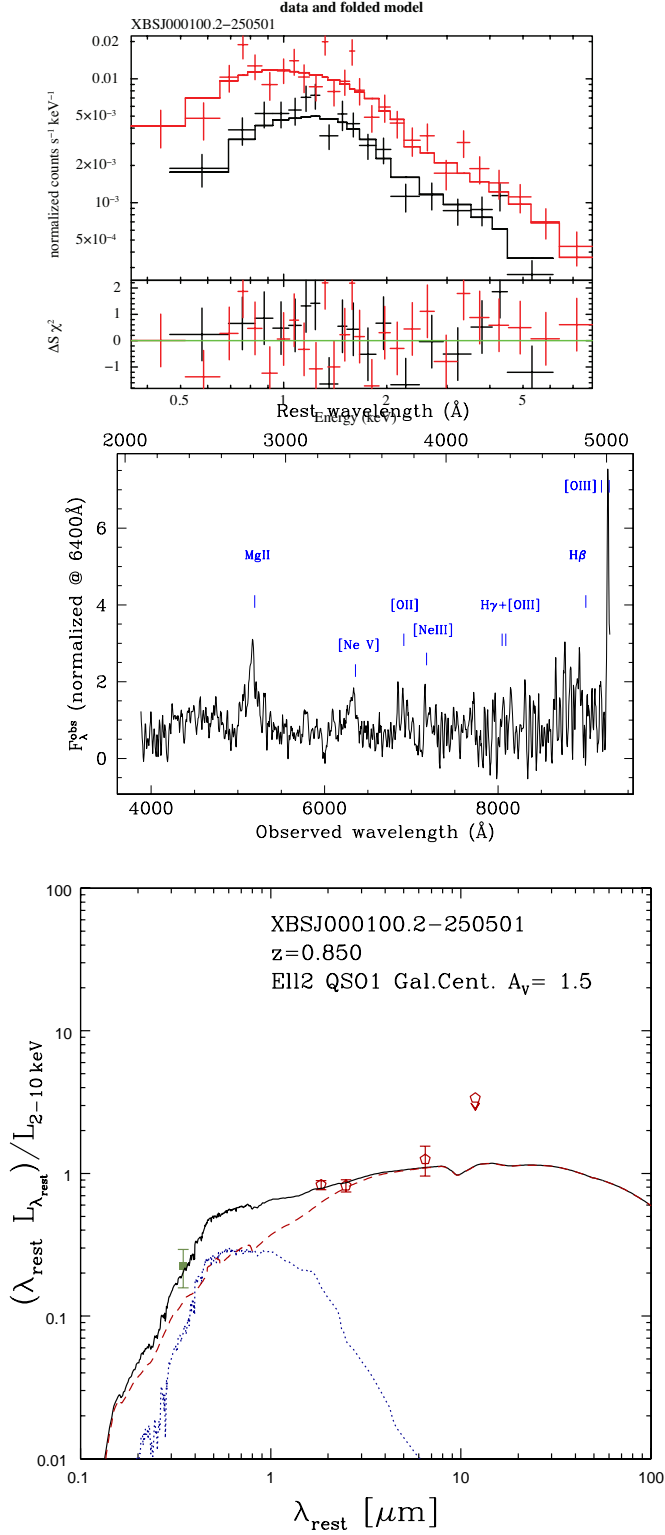 data and folded model
XBSJ000100.2−250501
normalized counts s⁻¹ keV⁻¹
0.02
0.01
5×10⁻³
2×10⁻³
10⁻³
5×10⁻⁴
ΔS χ²
2
1
0
−1
0.5 1 2 5
Energy (keV)
Rest wavelength (Å)
2000 3000 4000 5000
F_λ^obs (normalized @ 6400Å)
6
4
2
0
MgII
[Ne V]
[OII]
[NeIII]
Hγ+[OIII]
Hβ
[OIII]
4000 6000 8000
Observed wavelength (Å)
XBSJ000100.2−250501
z=0.850
Ell2 QSO1 Gal.Cent. A_V= 1.5
(λ_rest L_λrest)/L_2−10 keV
100
10
1
0.1
0.01
0.1 1 10 100
λ_rest [μm]